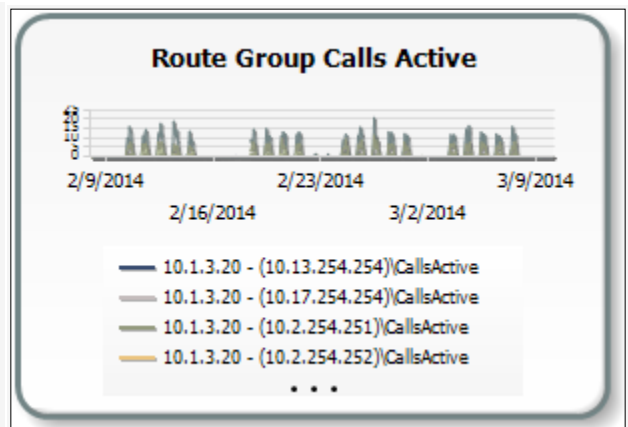 Route Group Calls Active
20
15
10
5
0
2/9/2014 2/23/2014 3/9/2014
2/16/2014 3/2/2014
10.1.3.20 - (10.13.254.254)\CallsActive
10.1.3.20 - (10.17.254.254)\CallsActive
10.1.3.20 - (10.2.254.251)\CallsActive
10.1.3.20 - (10.2.254.252)\CallsActive
• • •